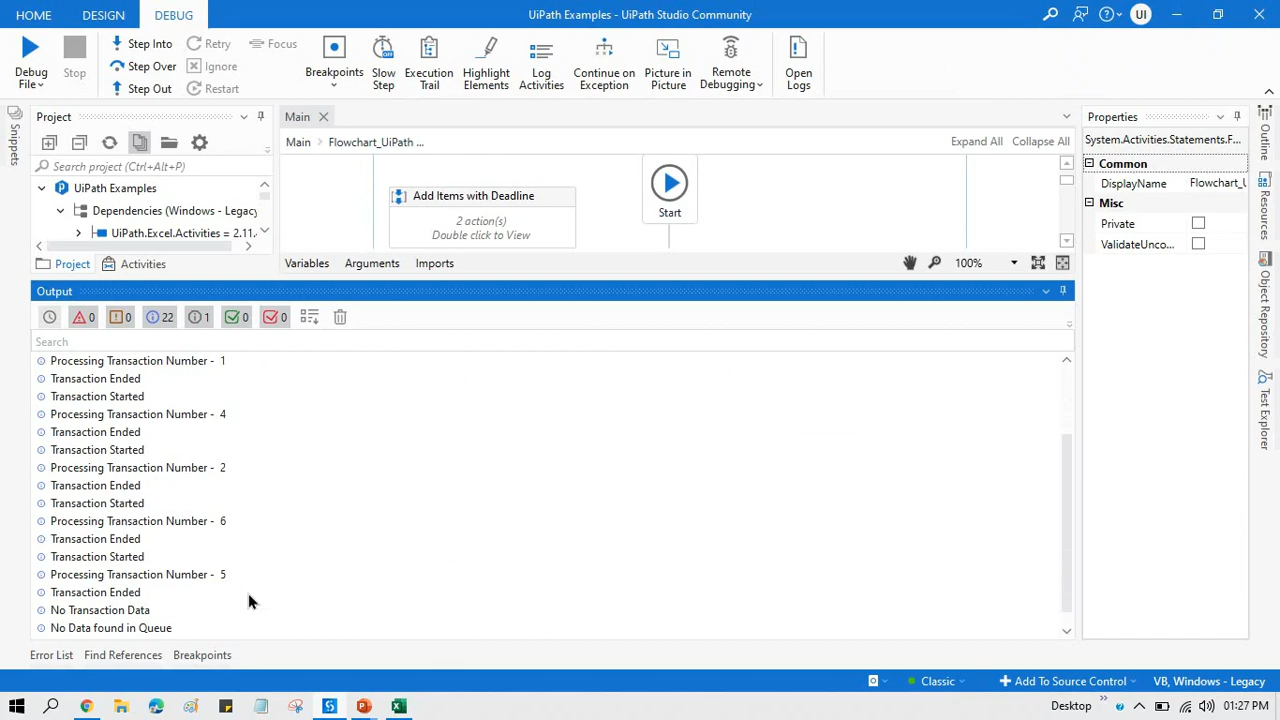 HOME DESIGN DEBUG UiPath Examples - UiPath Studio Community UI
Debug File
Stop
Step Into
Step Over
Step Out
Retry
Ignore
Restart
Focus
Breakpoints
Slow Step
Execution Trail
Highlight Elements
Log Activities
Continue on Exception
Picture in Picture
Remote Debugging
Open Logs
Snippets
Project
Search project (Ctrl+Alt+P)
UiPath Examples
Dependencies (Windows - Legacy
UiPath.Excel.Activities = 2.11.
Project Activities
Main
Main > Flowchart_UiPath ... Expand All Collapse All
Add Items with Deadline
2 action(s)
Double click to View
Start
Variables Arguments Imports 100%
Properties
System.Activities.Statements.F...
Common
DisplayName Flowchart_U
Misc
Private
ValidateUnco...
Outline
Resources
Object Repository
Test Explorer
Output
0 0 22 1 0 0
Search
Processing Transaction Number - 1
Transaction Ended
Transaction Started
Processing Transaction Number - 4
Transaction Ended
Transaction Started
Processing Transaction Number - 2
Transaction Ended
Transaction Started
Processing Transaction Number - 6
Transaction Ended
Transaction Started
Processing Transaction Number - 5
Transaction Ended
No Transaction Data
No Data found in Queue
Error List Find References Breakpoints
Classic Add To Source Control VB, Windows - Legacy
Desktop 01:27 PM